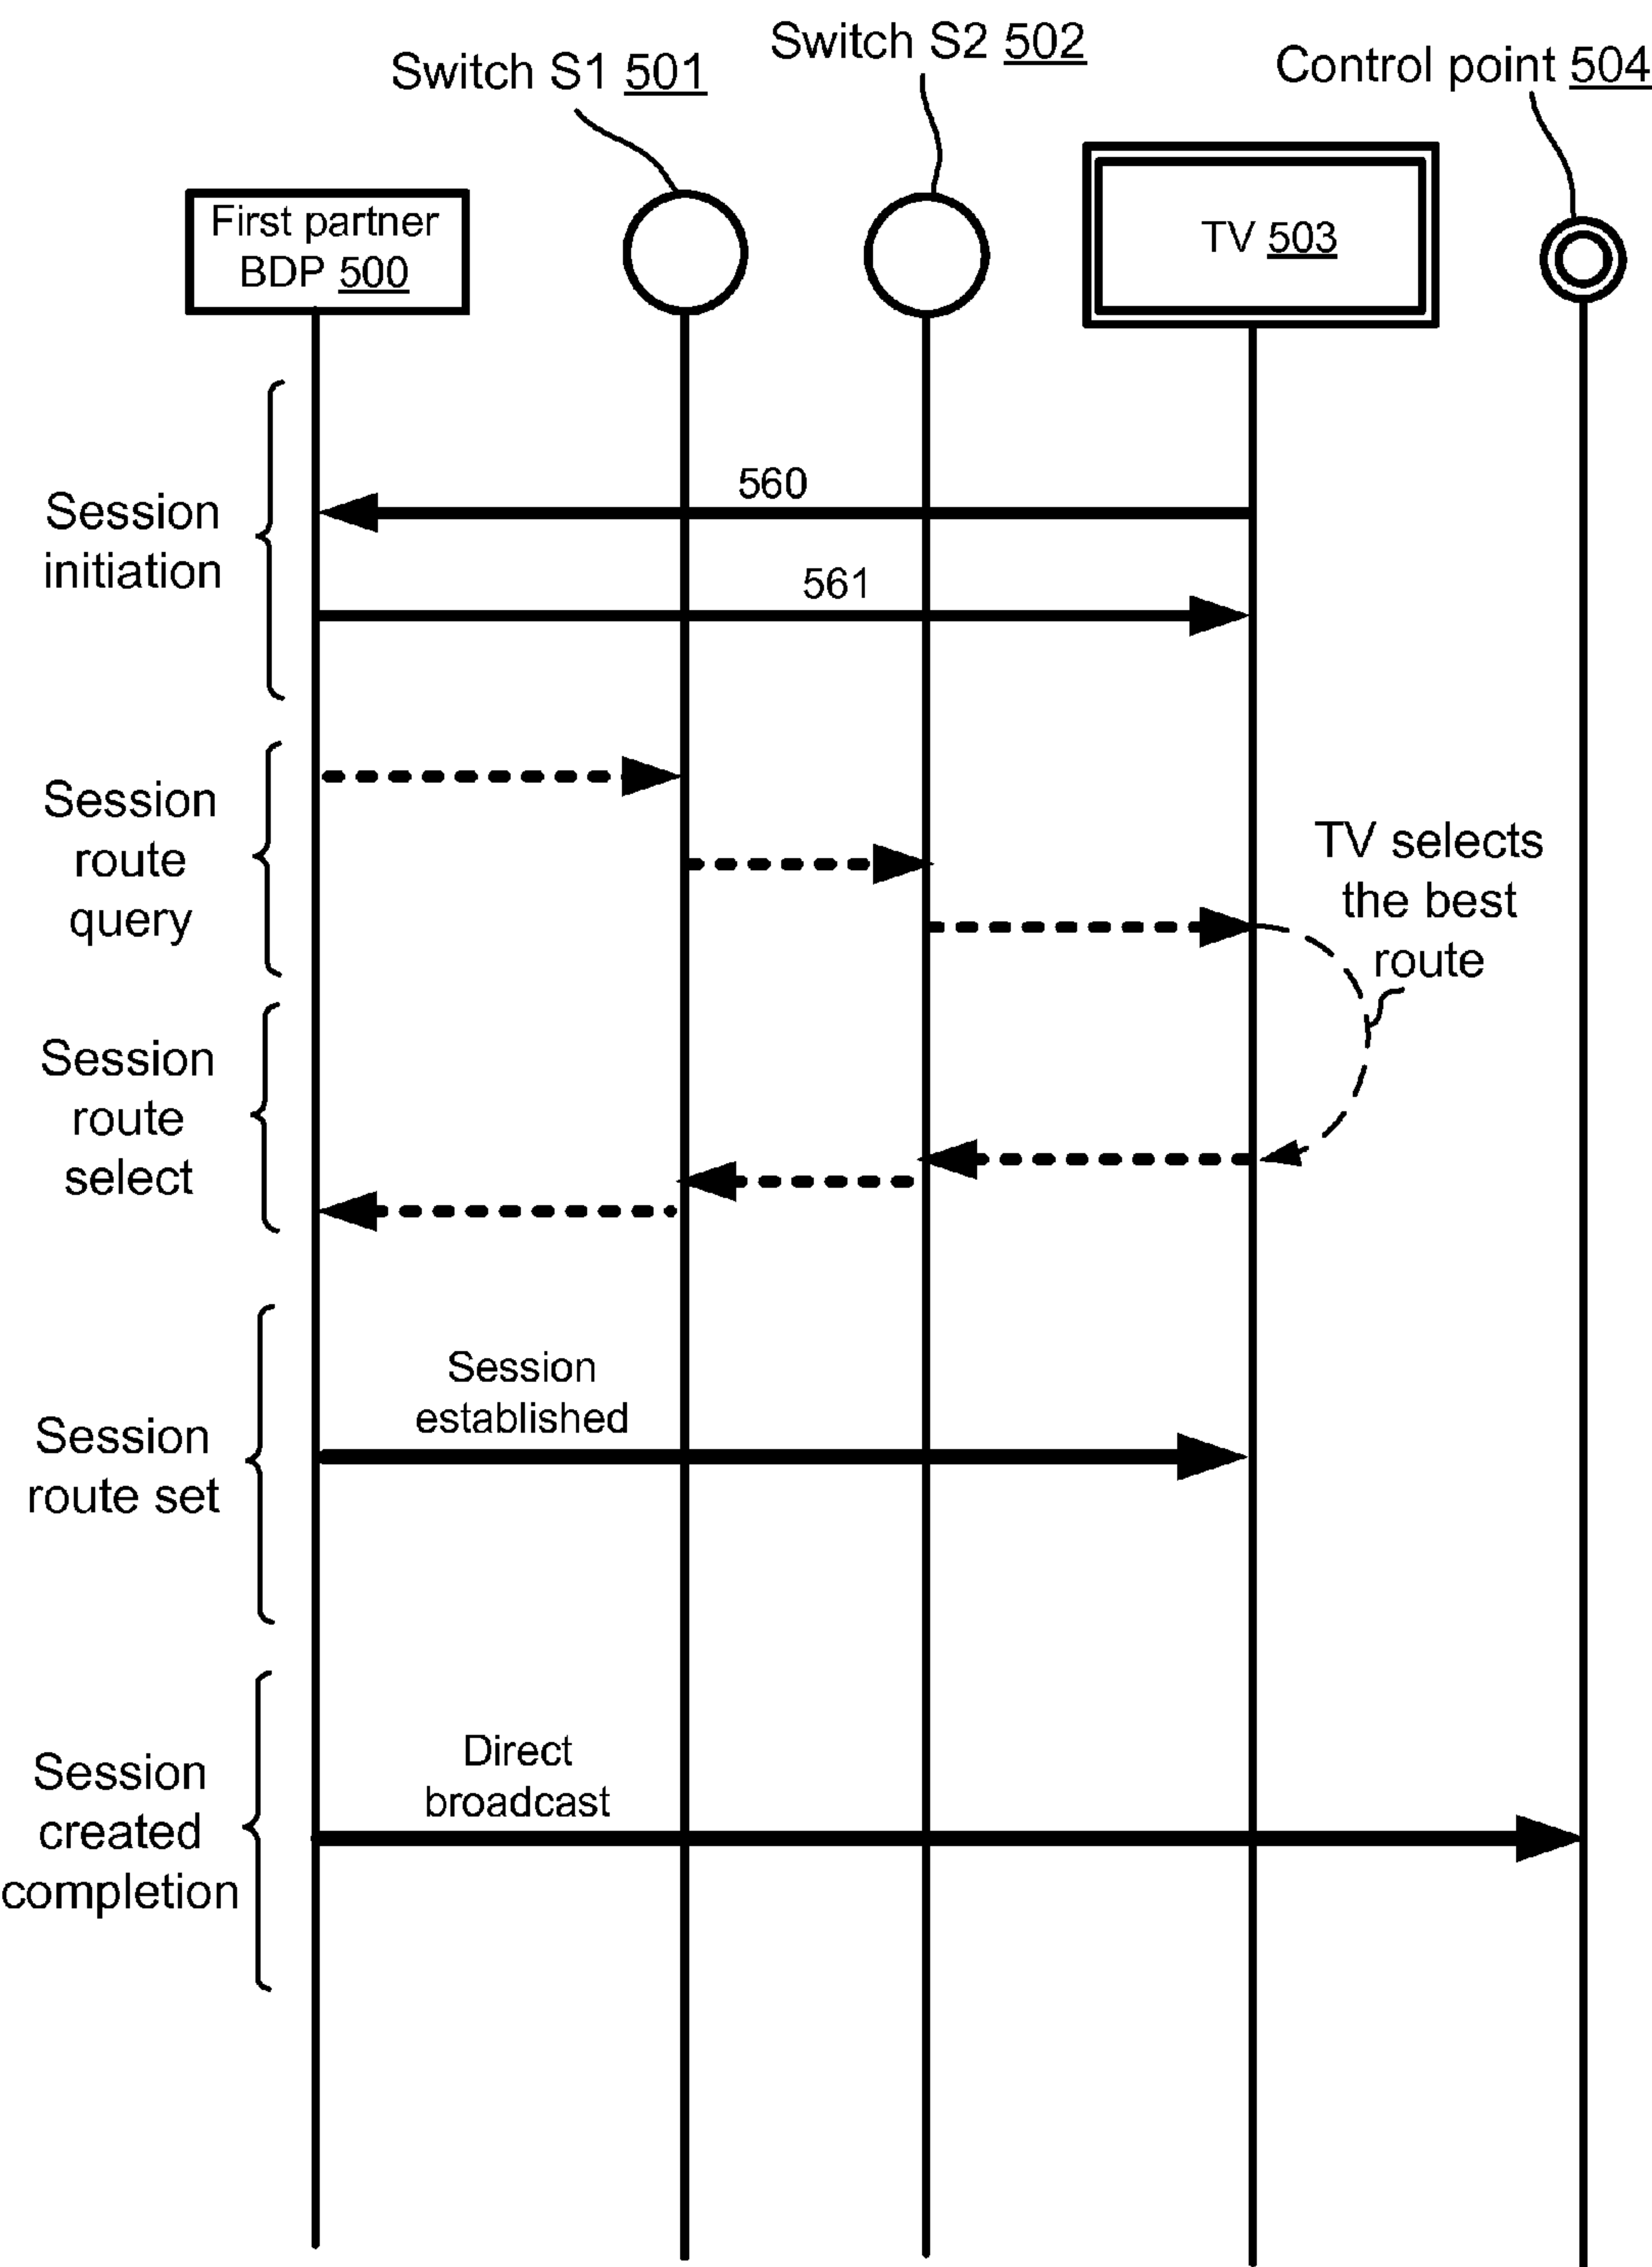 Switch S1 501
Switch S2 502
Control point 504
First partner
BDP 500
TV 503
Session
initiation
560
561
Session
route
query
TV selects
the best
route
Session
route
select
Session
route set
Session
established
Session
created
completion
Direct
broadcast